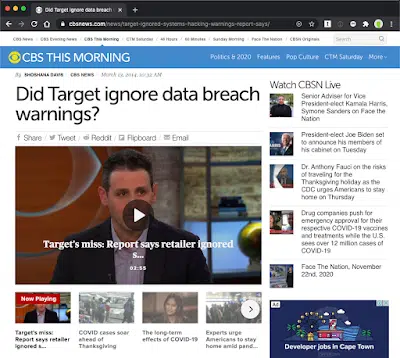 Did Target ignore data breach war
cbsnews.com/news/target-ignored-systems-hacking-warnings-report-says/
CBS News
CBS Evening News
CBS This Morning
CTM Saturday
48 Hours
60 Minutes
Sunday Morning
Face The Nation
CBSN Originals
Search
CBS THIS MORNING
Politics & 2020
Features
Pop Culture
CTM Saturday
More
By SHOSHANA DAVIS CBS NEWS March 13, 2014, 10:39 AM
Did Target ignore data breach
warnings?
Share
Tweet
Reddit
Flipboard
Email
Target's miss: Report says retailer ignored
s...
03:55
Now Playing
Target's miss:
Report says r...
COVID cases soar
ahead of
Thanksgiving
The long-term
effects of COVID-19
Experts urge
Americans to stay
home amid pand...
Watch CBSN Live
Senior Adviser for Vice
President-elect Kamala Harris,
Symone Sanders on Face the
Nation
President-elect Joe Biden set
to announce his members of
his cabinet on Tuesday
Dr. Anthony Fauci on the risks
of traveling for the
Thanksgiving holiday as the
CDC urges Americans to stay
home on Thursday
Drug companies push for
emergency approval for their
respective COVID-19 vaccines
and treatments while the U.S.
sees over 12 million cases of
COVID-19
Face The Nation, November
22nd, 2020
Ad
Developer jobs in Cape Town